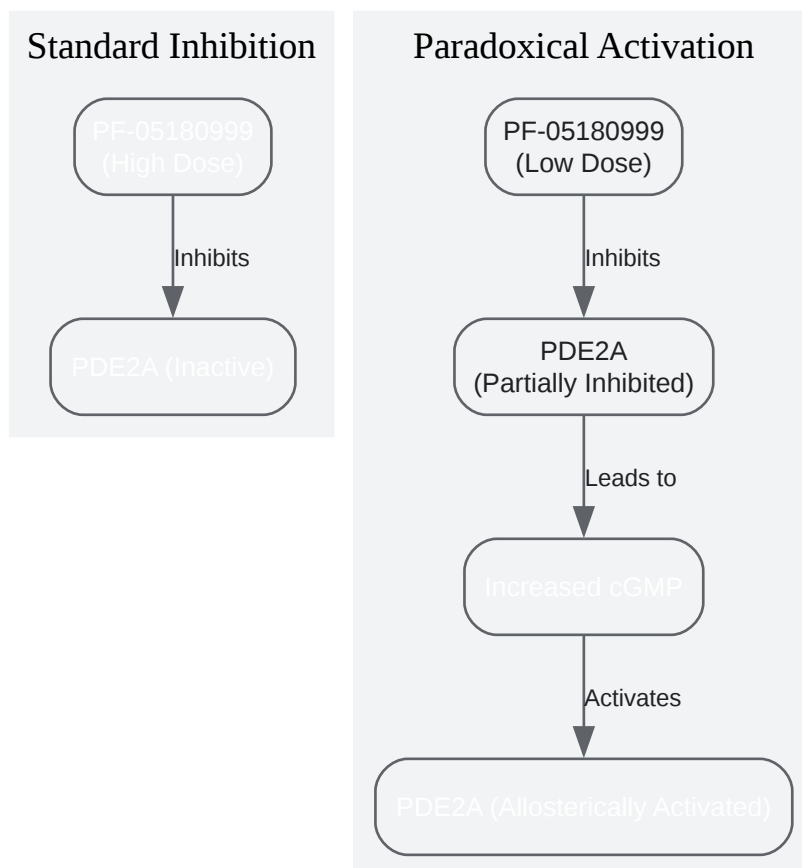 Standard Inhibition
PF-05180999
(High Dose)
Inhibits
PDE2A (Inactive)
Paradoxical Activation
PF-05180999
(Low Dose)
Inhibits
PDE2A
(Partially Inhibited)
Leads to
Increased cGMP
Activates
PDE2A (Allosterically Activated)